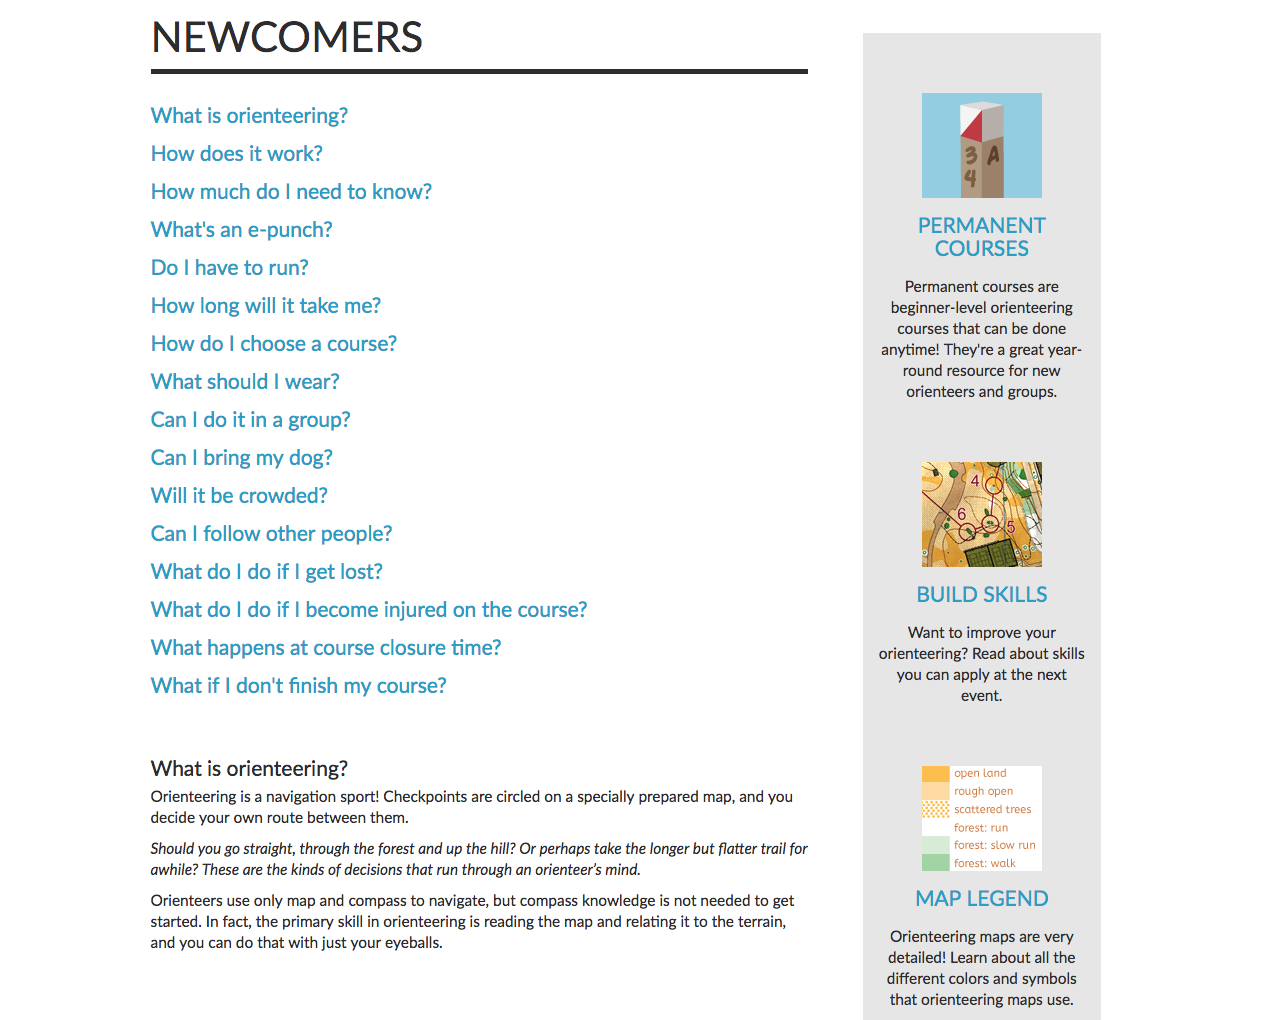 NEWCOMERS
What is orienteering?
How does it work?
How much do I need to know?
What's an e-punch?
Do I have to run?
How long will it take me?
How do I choose a course?
What should I wear?
Can I do it in a group?
Can I bring my dog?
Will it be crowded?
Can I follow other people?
What do I do if I get lost?
What do I do if I become injured on the course?
What happens at course closure time?
What if I don't finish my course?
What is orienteering?
Orienteering is a navigation sport! Checkpoints are circled on a specially prepared map, and you
decide your own route between them.
Should you go straight, through the forest and up the hill? Or perhaps take the longer but flatter trail for
awhile? These are the kinds of decisions that run through an orienteer’s mind.
Orienteers use only map and compass to navigate, but compass knowledge is not needed to get
started. In fact, the primary skill in orienteering is reading the map and relating it to the terrain,
and you can do that with just your eyeballs.
3 A
4
PERMANENT
COURSES
Permanent courses are
beginner-level orienteering
courses that can be done
anytime! They're a great year-
round resource for new
orienteers and groups.
4
6
5
BUILD SKILLS
Want to improve your
orienteering? Read about skills
you can apply at the next
event.
open land
rough open
scattered trees
forest: run
forest: slow run
forest: walk
MAP LEGEND
Orienteering maps are very
detailed! Learn about all the
different colors and symbols
that orienteering maps use.